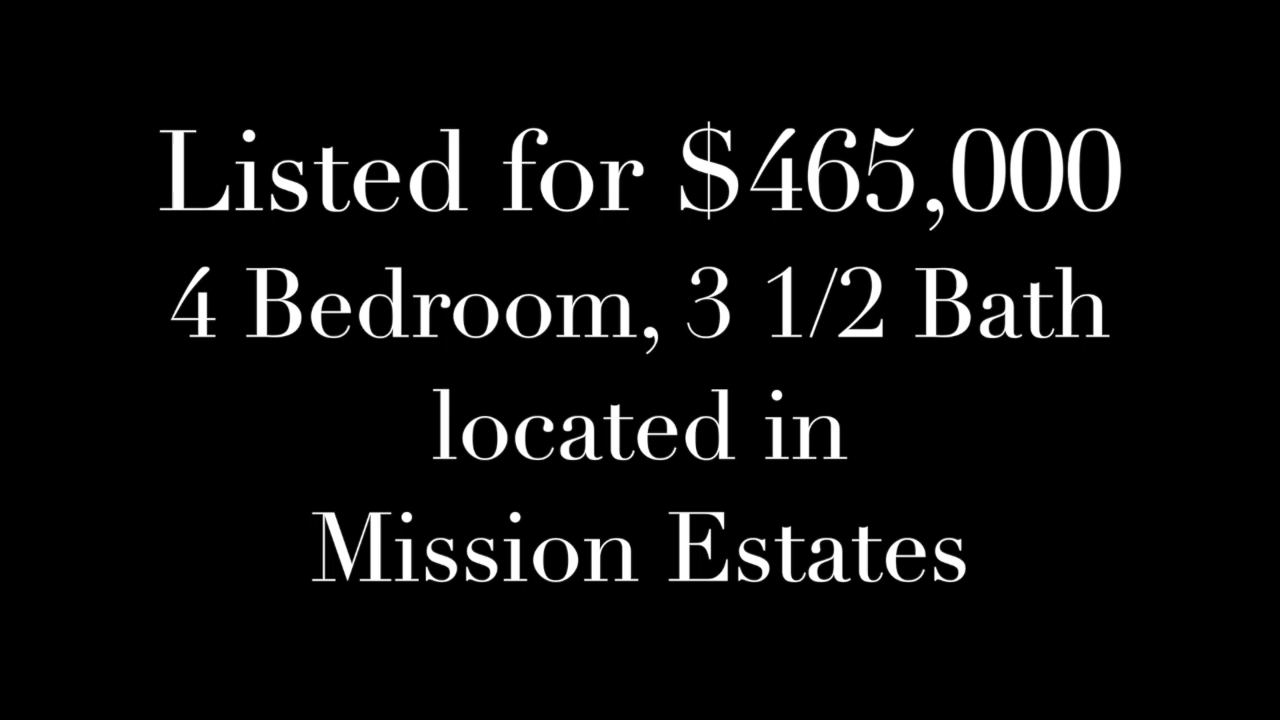 Listed for $465,000
4 Bedroom, 3 1/2 Bath
located in
Mission Estates